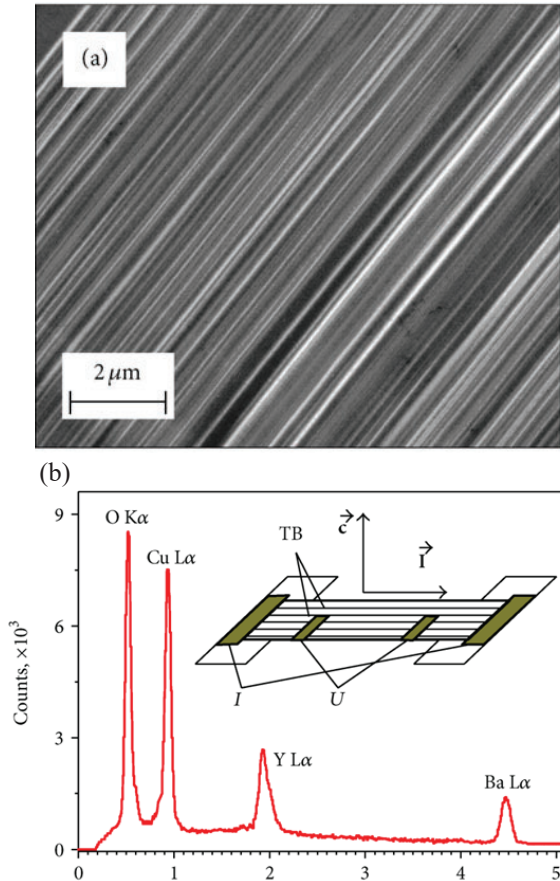 (a)
2 μm
(b)
9
6
3
0
Counts, ×10³
O Kα
Cu Lα
TB
c⃗
I⃗
I
U
Y Lα
Ba Lα
0 1 2 3 4 5